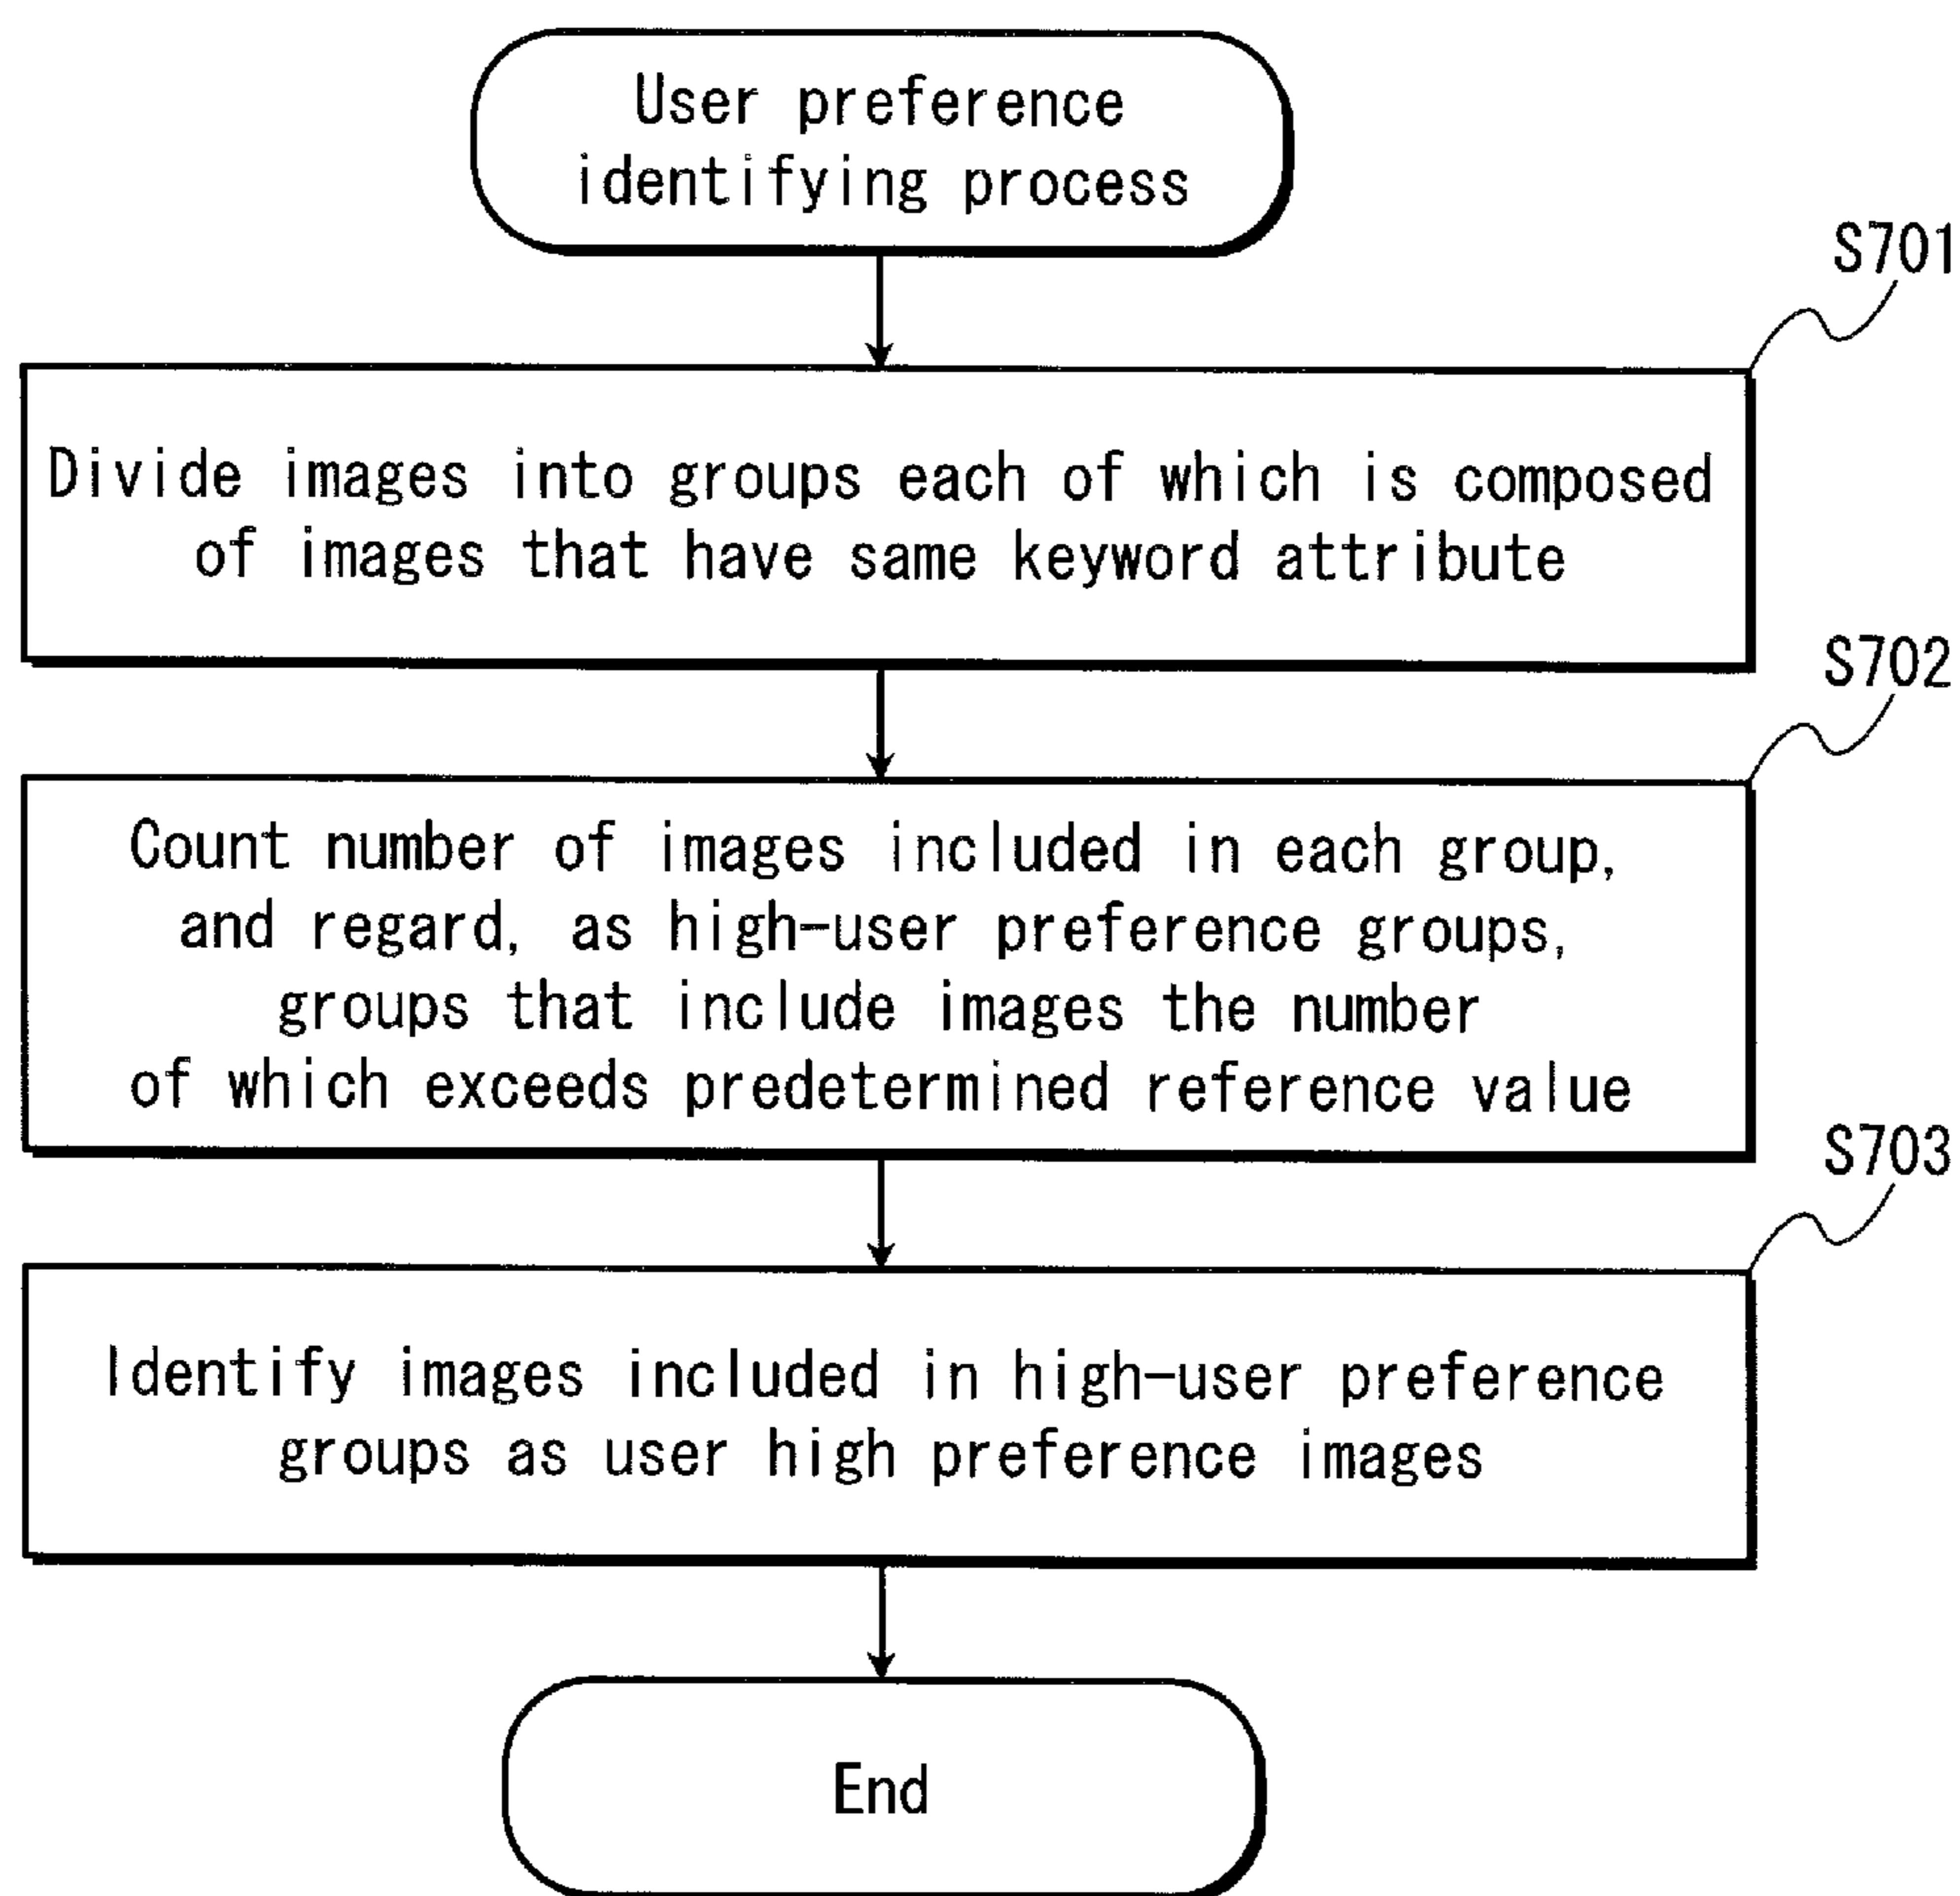 User preference
identifying process
S701
Divide images into groups each of which is composed
of images that have same keyword attribute
S702
Count number of images included in each group,
and regard, as high-user preference groups,
groups that include images the number
of which exceeds predetermined reference value
S703
Identify images included in high-user preference
groups as user high preference images
End